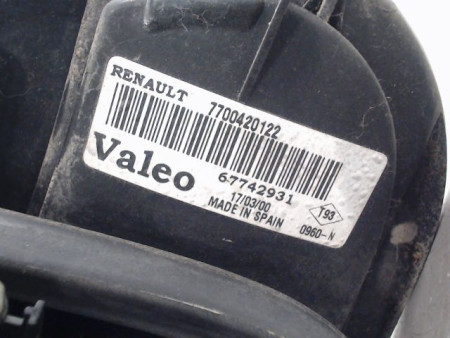 RENAULT 7700420122
Valeo 67742931
17/03/00
MADE IN SPAIN
T93
0960-N